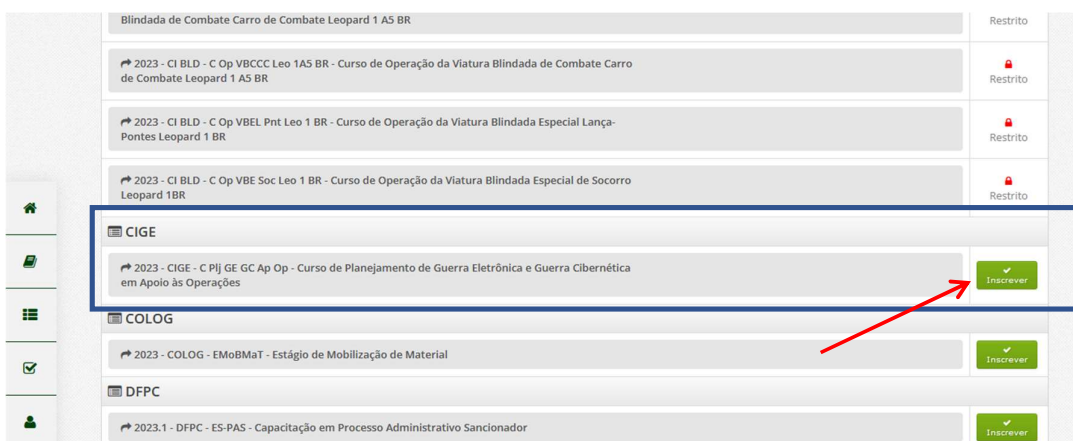 Blindada de Combate Carro de Combate Leopard 1 A5 BR
Restrito
2023 - CI BLD - C Op VBCCC Leo 1A5 BR - Curso de Operação da Viatura Blindada de Combate Carro
de Combate Leopard 1 A5 BR
Restrito
2023 - CI BLD - C Op VBEL Pnt Leo 1 BR - Curso de Operação da Viatura Blindada Especial Lança-
Pontes Leopard 1 BR
Restrito
2023 - CI BLD - C Op VBE Soc Leo 1 BR - Curso de Operação da Viatura Blindada Especial de Socorro
Leopard 1BR
Restrito
CIGE
2023 - CIGE - C Plj GE GC Ap Op - Curso de Planejamento de Guerra Eletrônica e Guerra Cibernética
em Apoio às Operações
Inscrever
COLOG
2023 - COLOG - EMoBMaT - Estágio de Mobilização de Material
Inscrever
DFPC
2023.1 - DFPC - ES-PAS - Capacitação em Processo Administrativo Sancionador
Inscrever